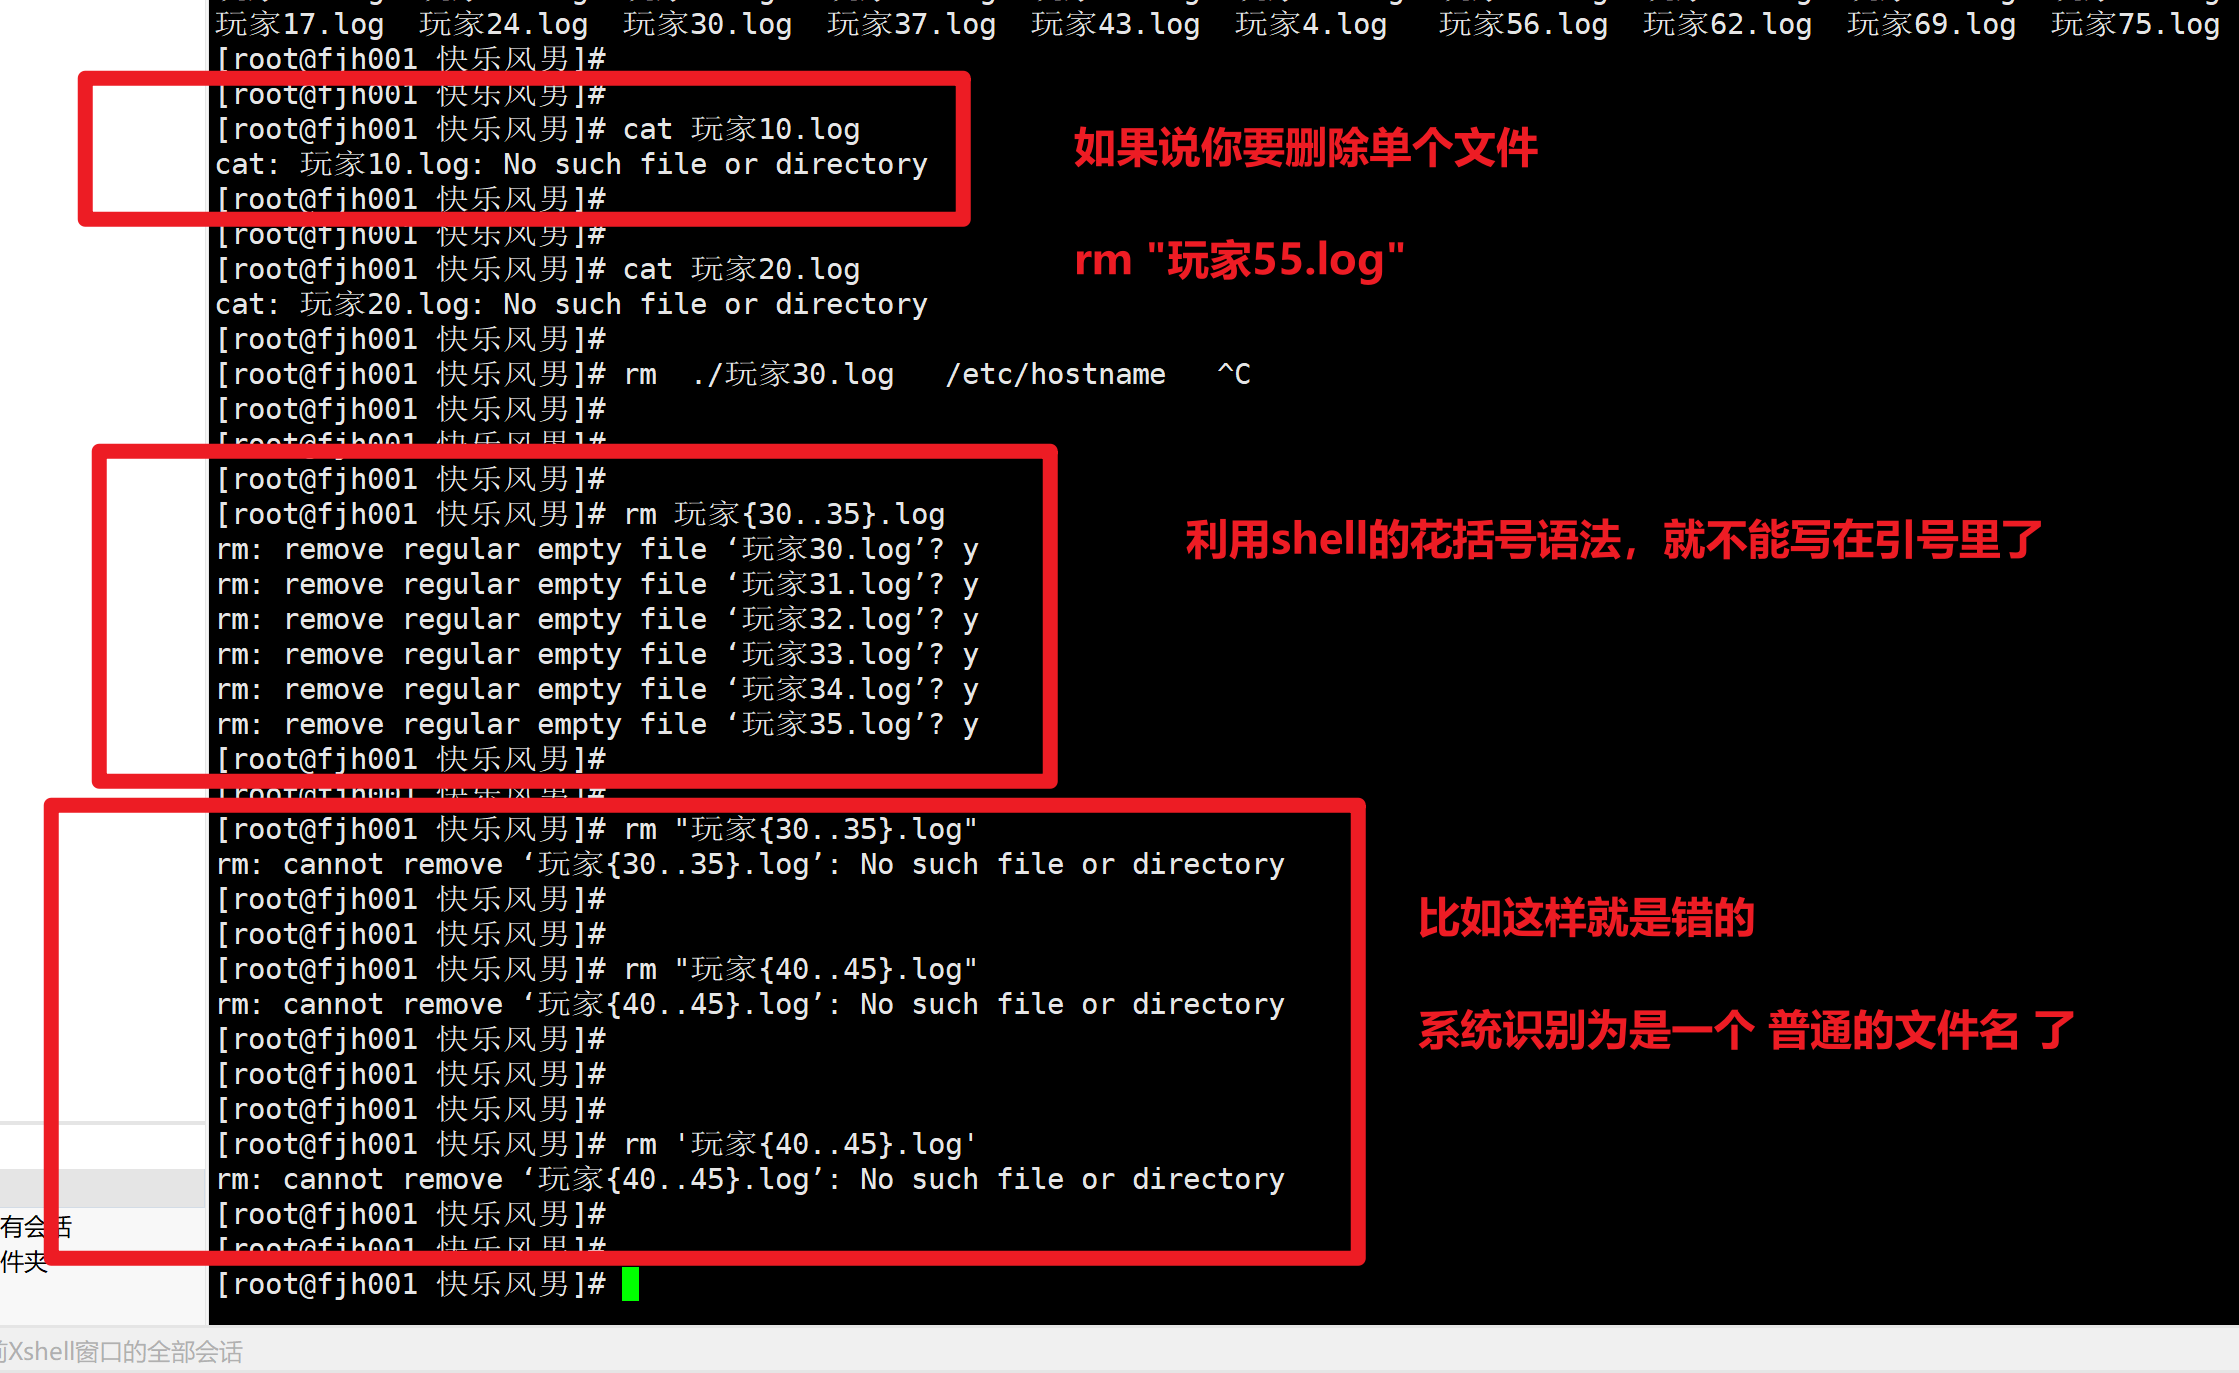 玩家17.log  玩家24.log  玩家30.log  玩家37.log  玩家43.log  玩家4.log   玩家56.log  玩家62.log  玩家69.log  玩家75.log
[root@fjh001 快乐风男]#
[root@fjh001 快乐风男]#
[root@fjh001 快乐风男]# cat 玩家10.log
cat: 玩家10.log: No such file or directory
如果说你要删除单个文件
[root@fjh001 快乐风男]#
[root@fjh001 快乐风男]#
rm "玩家55.log"
[root@fjh001 快乐风男]# cat 玩家20.log
cat: 玩家20.log: No such file or directory
[root@fjh001 快乐风男]#
[root@fjh001 快乐风男]# rm  ./玩家30.log   /etc/hostname   ^C
[root@fjh001 快乐风男]#
[root@fjh001 快乐风男]#
[root@fjh001 快乐风男]#
[root@fjh001 快乐风男]# rm 玩家{30..35}.log
利用shell的花括号语法，就不能写在引号里了
rm: remove regular empty file ‘玩家30.log’? y
rm: remove regular empty file ‘玩家31.log’? y
rm: remove regular empty file ‘玩家32.log’? y
rm: remove regular empty file ‘玩家33.log’? y
rm: remove regular empty file ‘玩家34.log’? y
rm: remove regular empty file ‘玩家35.log’? y
[root@fjh001 快乐风男]#
[root@fjh001 快乐风男]#
[root@fjh001 快乐风男]# rm "玩家{30..35}.log"
rm: cannot remove ‘玩家{30..35}.log’: No such file or directory
[root@fjh001 快乐风男]#
比如这样就是错的
[root@fjh001 快乐风男]#
[root@fjh001 快乐风男]# rm "玩家{40..45}.log"
rm: cannot remove ‘玩家{40..45}.log’: No such file or directory
系统识别为是一个 普通的文件名 了
[root@fjh001 快乐风男]#
[root@fjh001 快乐风男]#
[root@fjh001 快乐风男]#
[root@fjh001 快乐风男]# rm '玩家{40..45}.log'
rm: cannot remove ‘玩家{40..45}.log’: No such file or directory
[root@fjh001 快乐风男]#
有会话
[root@fjh001 快乐风男]#
件夹
[root@fjh001 快乐风男]#
前Xshell窗口的全部会话